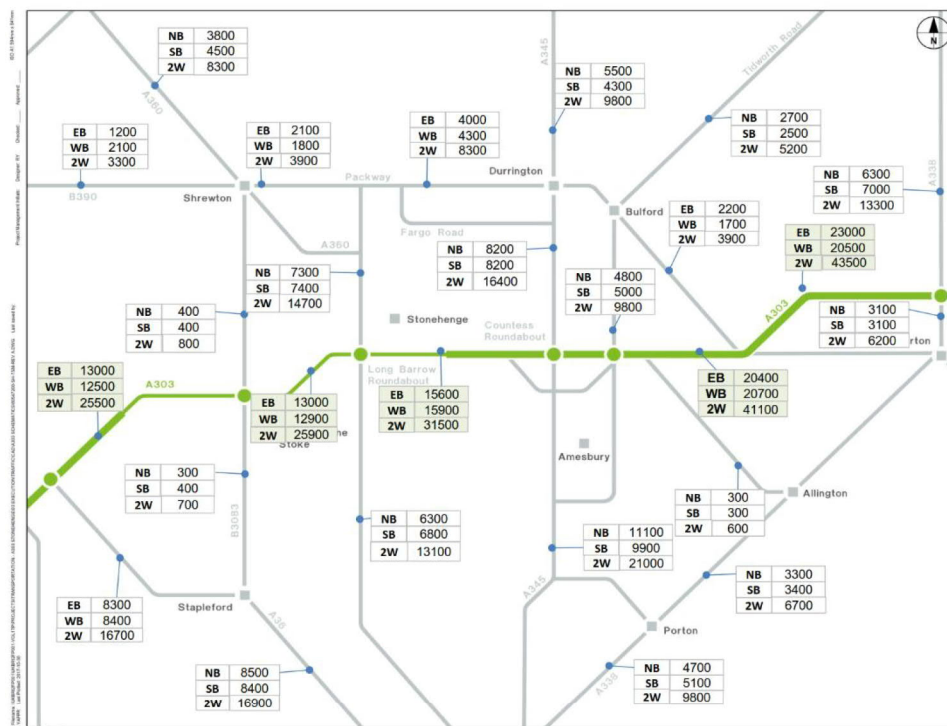 N
NB 3800
SB 4500
2W 8300
A360
A345
NB 5500
SB 4300
2W 9800
Tidworth Road
NB 2700
SB 2500
2W 5200
EB 1200
WB 2100
2W 3300
EB 2100
WB 1800
2W 3900
EB 4000
WB 4300
2W 8300
A338
NB 6300
SB 7000
2W 13300
B390
Shrewton
Packway
Durrington
Bulford
Fargo Road
A360
EB 2200
WB 1700
2W 3900
EB 23000
WB 20500
2W 43500
NB 7300
SB 7400
2W 14700
NB 8200
SB 8200
2W 16400
NB 4800
SB 5000
2W 9800
A303
NB 400
SB 400
2W 800
Stonehenge
Countess
Roundabout
NB 3100
SB 3100
2W 6200
EB 13000
WB 12500
2W 25500
A303
Long Barrow
Roundabout
EB 13000
WB 12900
2W 25900
Stoke
EB 15600
WB 15900
2W 31500
EB 20400
WB 20700
2W 41100
Amesbury
NB 300
SB 400
2W 700
B3083
NB 6300
SB 6800
2W 13100
NB 300
SB 300
2W 600
Allington
NB 11100
SB 9900
2W 21000
A345
NB 3300
SB 3400
2W 6700
EB 8300
WB 8400
2W 16700
Stapleford
A36
Porton
NB 8500
SB 8400
2W 16900
A338
NB 4700
SB 5100
2W 9800